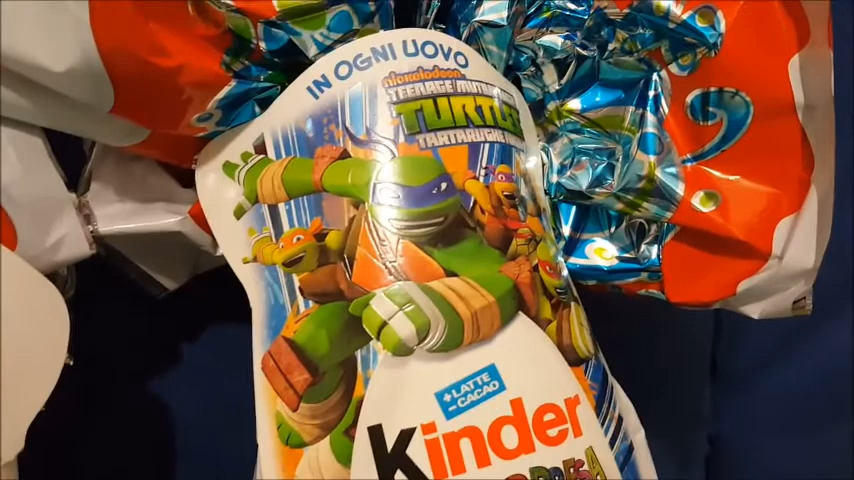 IN OGNI UOVO
nickelodeon
TEENAGE MUTANT NINJA
TURTLES
TARTARUGHE
+LATTE
-CACAO
Kinder